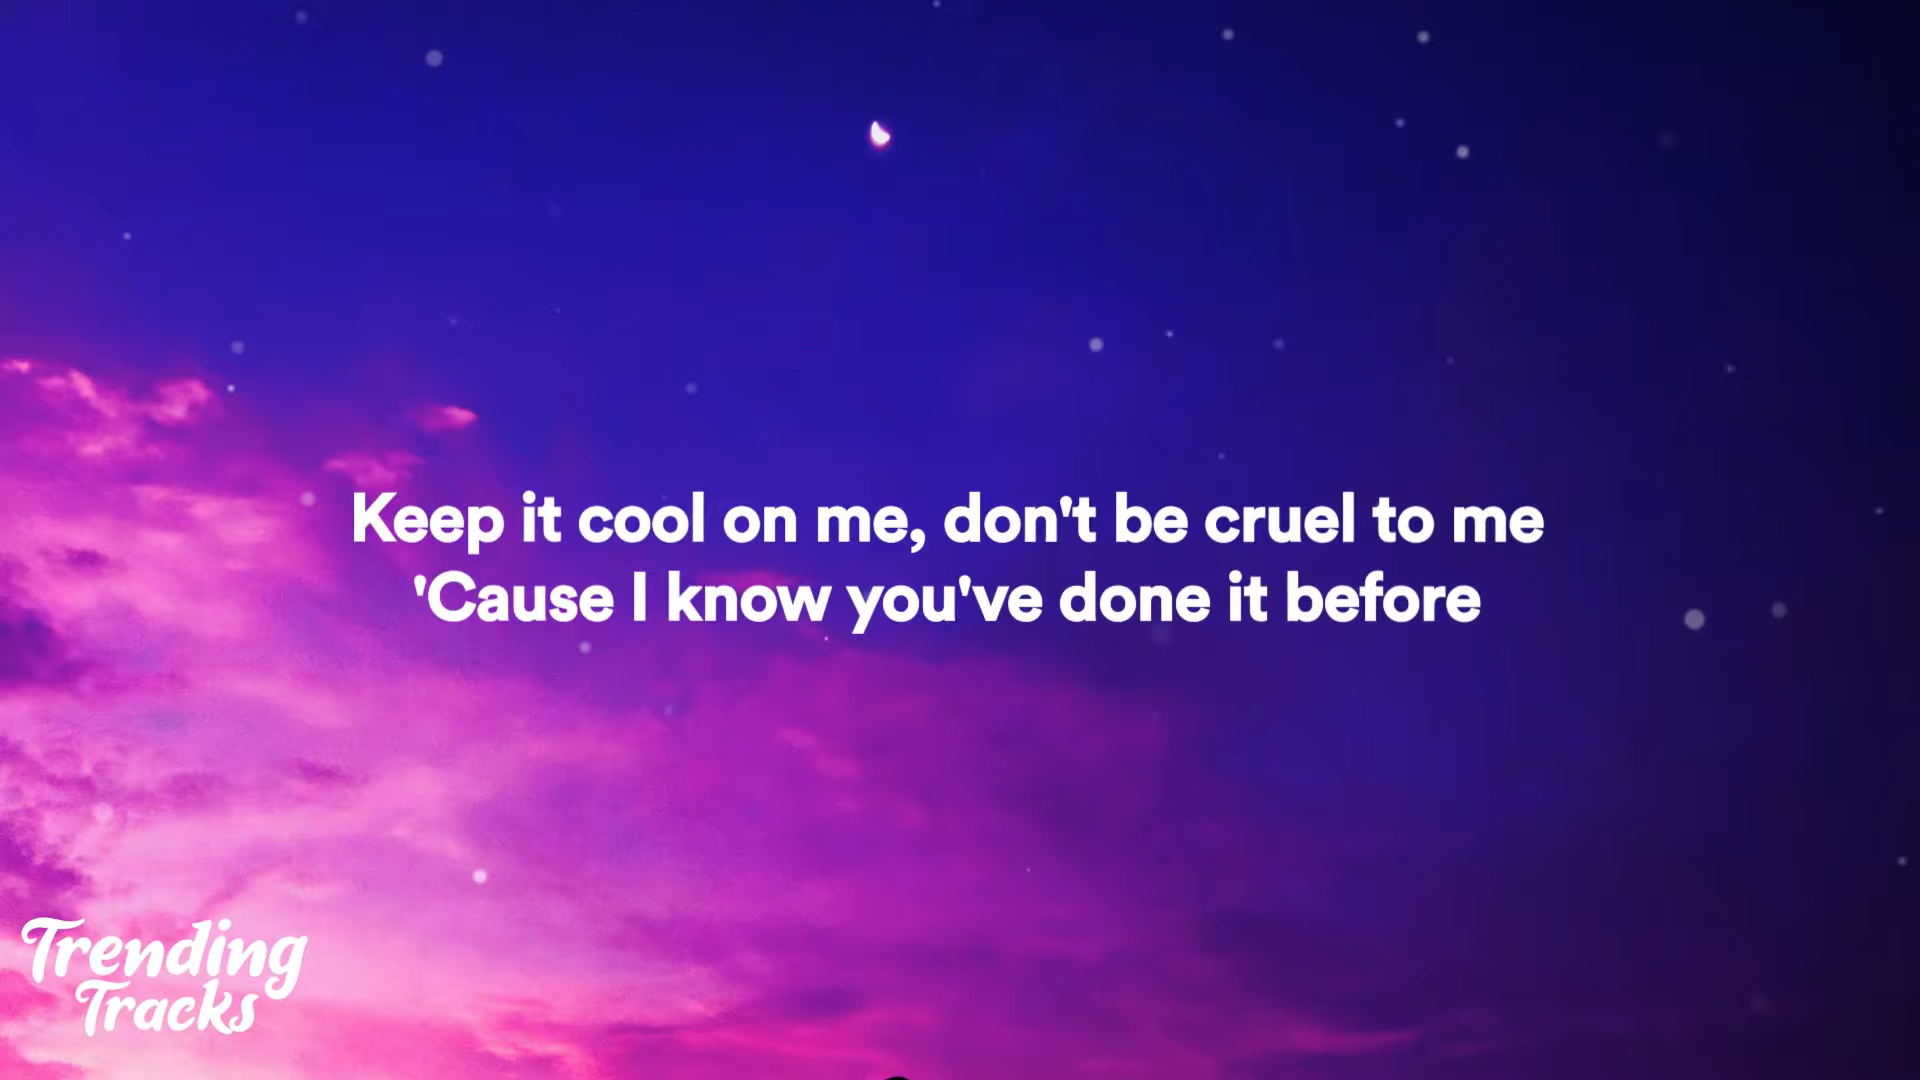 Keep it cool on me, don't be cruel to me
'Cause I know you've done it before
Trending
Tracks